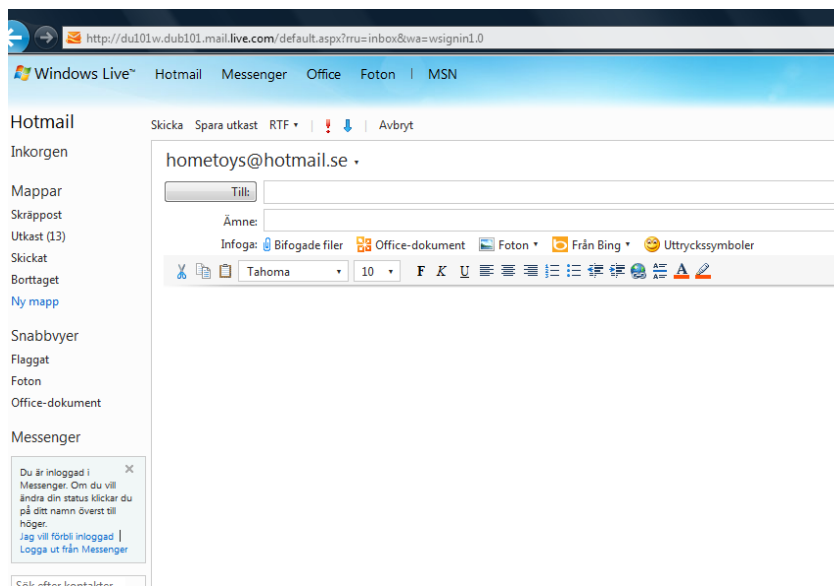 http://du101w.dub101.mail.live.com/default.aspx?rru=inbox&wa=wsignin1.0
Windows Live™ Hotmail Messenger Office Foton | MSN
Hotmail
Skicka Spara utkast RTF | Avbryt
Inkorgen
hometoys@hotmail.se
Till:
Ämne:
Infoga: Bifogade filer Office-dokument Foton Från Bing Uttryckssymboler
Tahoma 10 F K U A
Mappar
Skräppost
Utkast (13)
Skickat
Borttaget
Ny mapp
Snabbvyer
Flaggat
Foton
Office-dokument
Messenger
Du är inloggad i
Messenger. Om du vill
ändra din status klickar du
på ditt namn överst till
höger.
Jag vill förbli inloggad |
Logga ut från Messenger
Sök efter kontakter